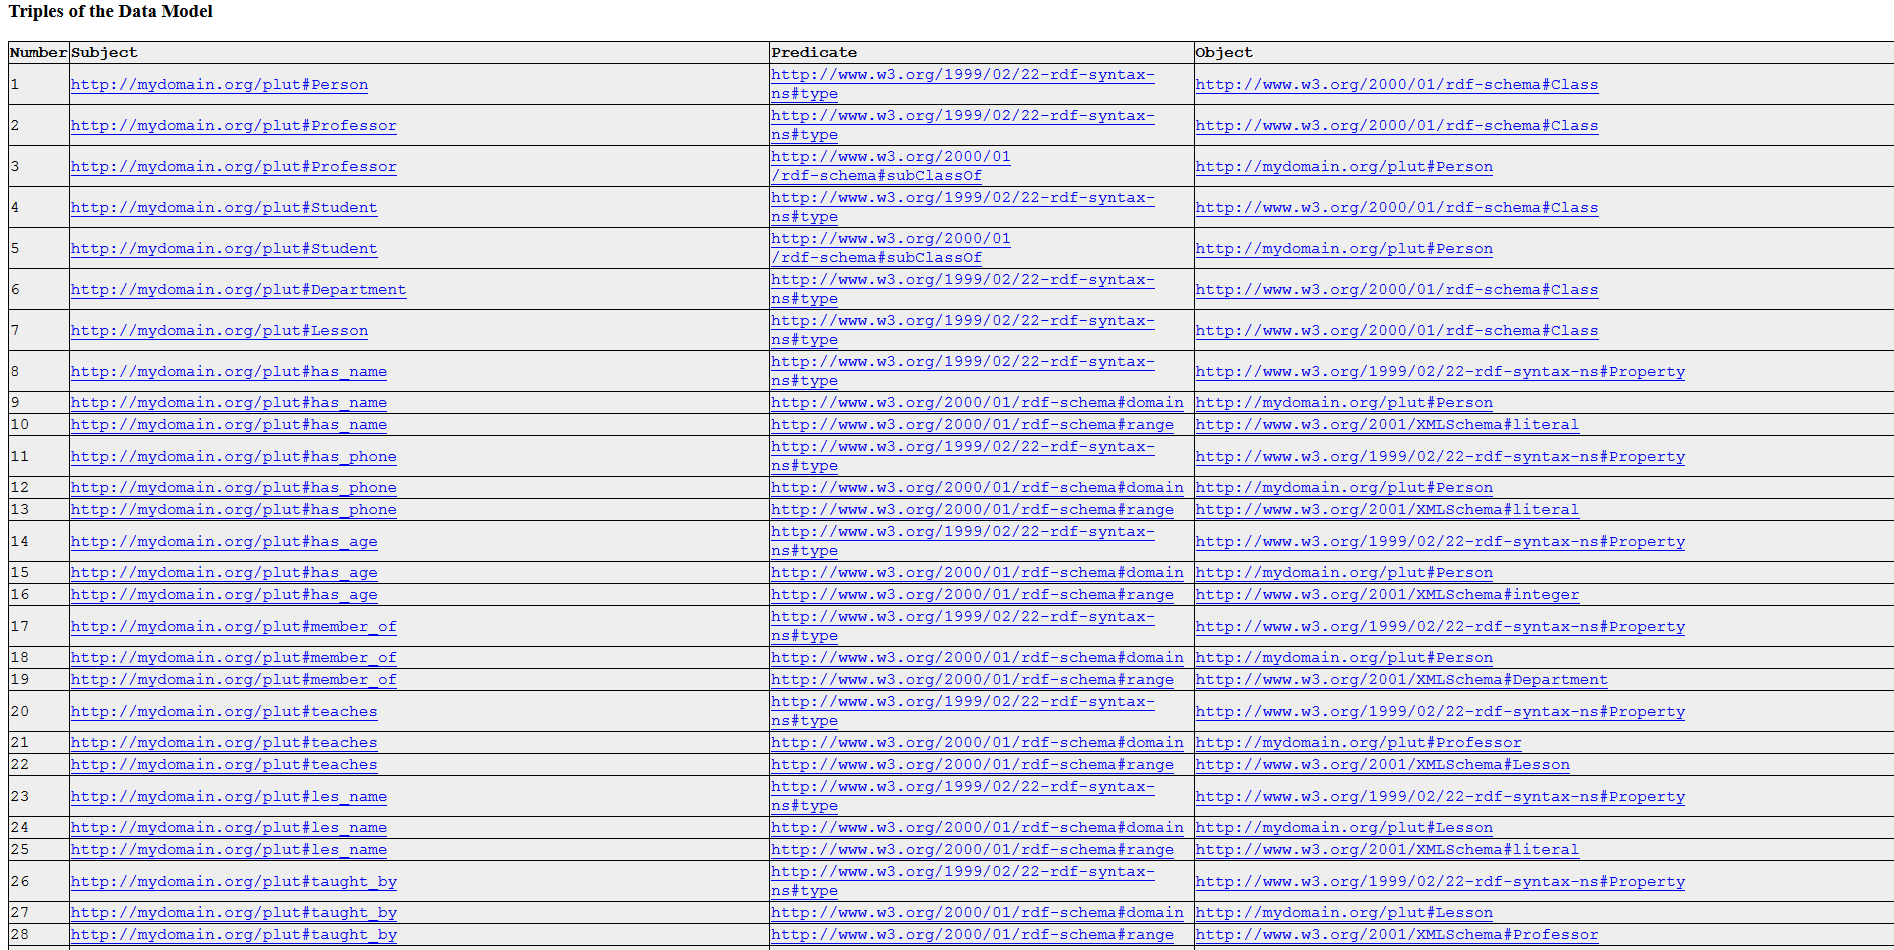 Triples of the Data Model
Number Subject Predicate Object
1 http://mydomain.org/plut#Person http://www.w3.org/1999/02/22-rdf-syntax-
ns#type http://www.w3.org/2000/01/rdf-schema#Class
2 http://mydomain.org/plut#Professor http://www.w3.org/1999/02/22-rdf-syntax-
ns#type http://www.w3.org/2000/01/rdf-schema#Class
3 http://mydomain.org/plut#Professor http://www.w3.org/2000/01
/rdf-schema#subClassOf http://mydomain.org/plut#Person
4 http://mydomain.org/plut#Student http://www.w3.org/1999/02/22-rdf-syntax-
ns#type http://www.w3.org/2000/01/rdf-schema#Class
5 http://mydomain.org/plut#Student http://www.w3.org/2000/01
/rdf-schema#subClassOf http://mydomain.org/plut#Person
6 http://mydomain.org/plut#Department http://www.w3.org/1999/02/22-rdf-syntax-
ns#type http://www.w3.org/2000/01/rdf-schema#Class
7 http://mydomain.org/plut#Lesson http://www.w3.org/1999/02/22-rdf-syntax-
ns#type http://www.w3.org/2000/01/rdf-schema#Class
8 http://mydomain.org/plut#has_name http://www.w3.org/1999/02/22-rdf-syntax-
ns#type http://www.w3.org/1999/02/22-rdf-syntax-ns#Property
9 http://mydomain.org/plut#has_name http://www.w3.org/2000/01/rdf-schema#domain http://mydomain.org/plut#Person
10 http://mydomain.org/plut#has_name http://www.w3.org/2000/01/rdf-schema#range http://www.w3.org/2001/XMLSchema#literal
11 http://mydomain.org/plut#has_phone http://www.w3.org/1999/02/22-rdf-syntax-
ns#type http://www.w3.org/1999/02/22-rdf-syntax-ns#Property
12 http://mydomain.org/plut#has_phone http://www.w3.org/2000/01/rdf-schema#domain http://mydomain.org/plut#Person
13 http://mydomain.org/plut#has_phone http://www.w3.org/2000/01/rdf-schema#range http://www.w3.org/2001/XMLSchema#literal
14 http://mydomain.org/plut#has_age http://www.w3.org/1999/02/22-rdf-syntax-
ns#type http://www.w3.org/1999/02/22-rdf-syntax-ns#Property
15 http://mydomain.org/plut#has_age http://www.w3.org/2000/01/rdf-schema#domain http://mydomain.org/plut#Person
16 http://mydomain.org/plut#has_age http://www.w3.org/2000/01/rdf-schema#range http://www.w3.org/2001/XMLSchema#integer
17 http://mydomain.org/plut#member_of http://www.w3.org/1999/02/22-rdf-syntax-
ns#type http://www.w3.org/1999/02/22-rdf-syntax-ns#Property
18 http://mydomain.org/plut#member_of http://www.w3.org/2000/01/rdf-schema#domain http://mydomain.org/plut#Person
19 http://mydomain.org/plut#member_of http://www.w3.org/2000/01/rdf-schema#range http://www.w3.org/2001/XMLSchema#Department
20 http://mydomain.org/plut#teaches http://www.w3.org/1999/02/22-rdf-syntax-
ns#type http://www.w3.org/1999/02/22-rdf-syntax-ns#Property
21 http://mydomain.org/plut#teaches http://www.w3.org/2000/01/rdf-schema#domain http://mydomain.org/plut#Professor
22 http://mydomain.org/plut#teaches http://www.w3.org/2000/01/rdf-schema#range http://www.w3.org/2001/XMLSchema#Lesson
23 http://mydomain.org/plut#les_name http://www.w3.org/1999/02/22-rdf-syntax-
ns#type http://www.w3.org/1999/02/22-rdf-syntax-ns#Property
24 http://mydomain.org/plut#les_name http://www.w3.org/2000/01/rdf-schema#domain http://mydomain.org/plut#Lesson
25 http://mydomain.org/plut#les_name http://www.w3.org/2000/01/rdf-schema#range http://www.w3.org/2001/XMLSchema#literal
26 http://mydomain.org/plut#taught_by http://www.w3.org/1999/02/22-rdf-syntax-
ns#type http://www.w3.org/1999/02/22-rdf-syntax-ns#Property
27 http://mydomain.org/plut#taught_by http://www.w3.org/2000/01/rdf-schema#domain http://mydomain.org/plut#Lesson
28 http://mydomain.org/plut#taught_by http://www.w3.org/2000/01/rdf-schema#range http://www.w3.org/2001/XMLSchema#Professor